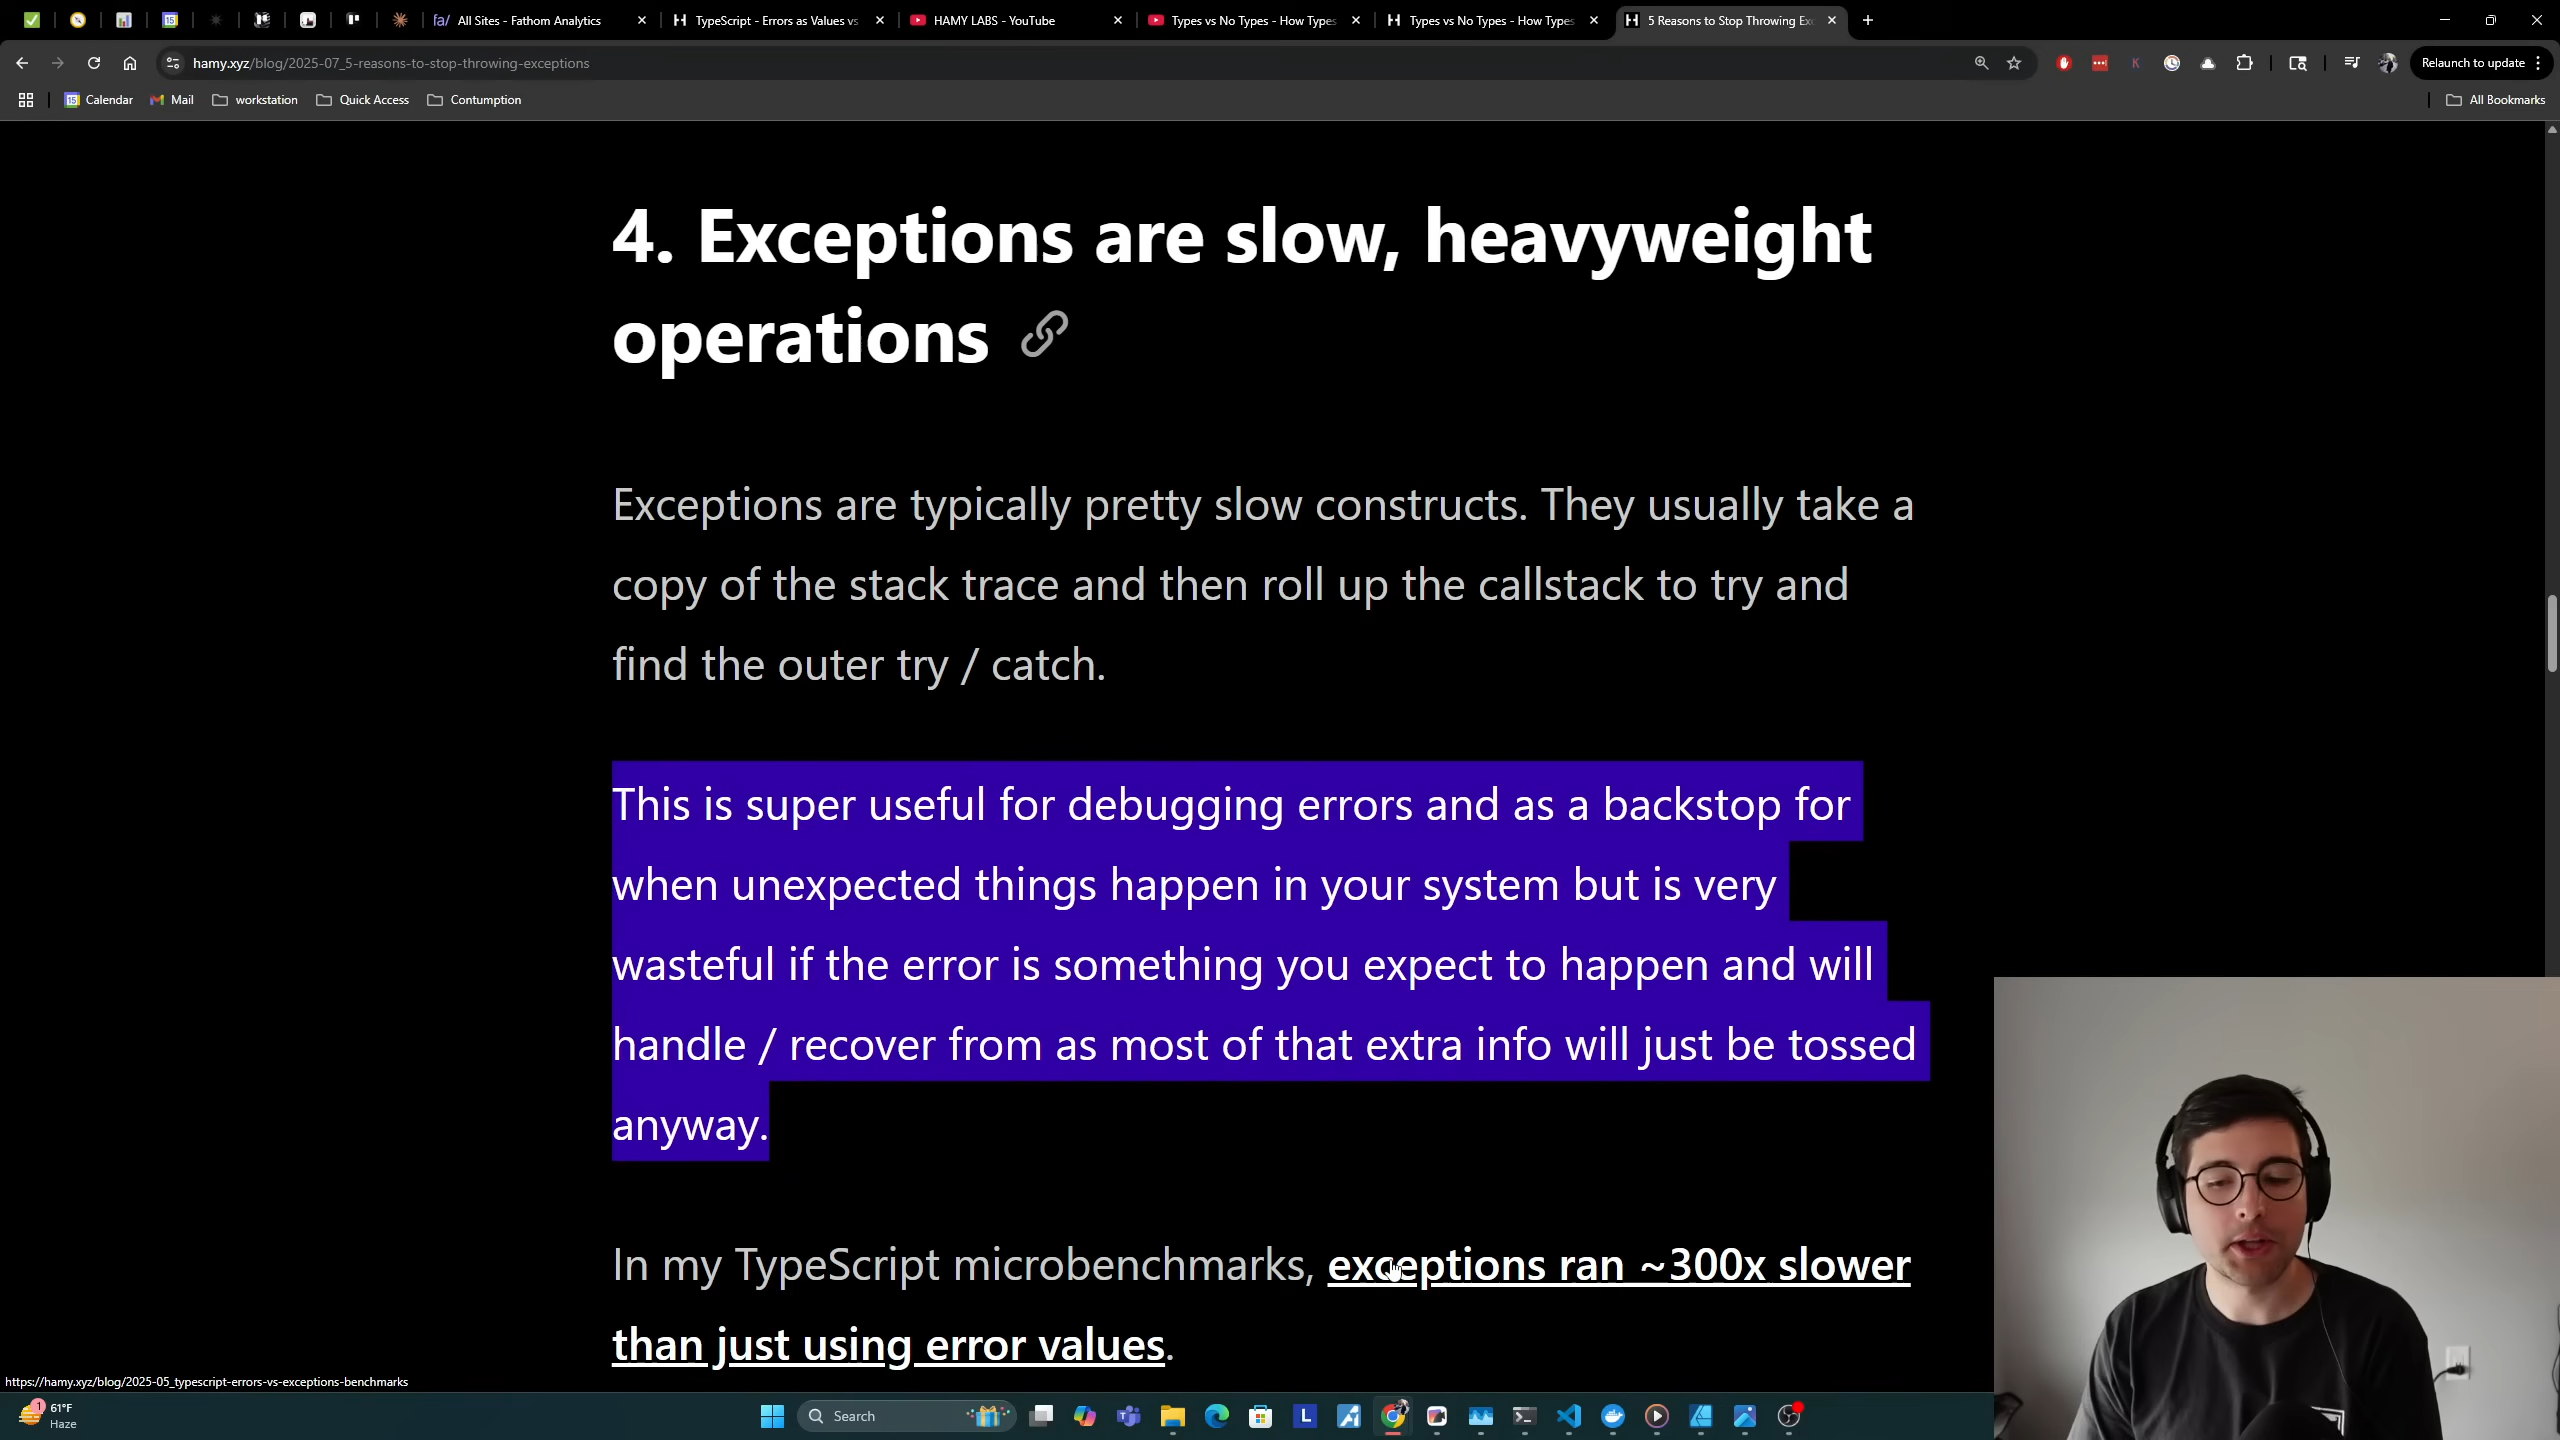 All Sites - Fathom Analytics
TypeScript - Errors as Values vs
HAMY LABS - YouTube
Types vs No Types - How Types
Types vs No Types - How Types
5 Reasons to Stop Throwing Exc
hamy.xyz/blog/2025-07_5-reasons-to-stop-throwing-exceptions
Relaunch to update
Calendar
Mail
workstation
Quick Access
Contumption
All Bookmarks
4. Exceptions are slow, heavyweight
operations
Exceptions are typically pretty slow constructs. They usually take a
copy of the stack trace and then roll up the callstack to try and
find the outer try / catch.
This is super useful for debugging errors and as a backstop for
when unexpected things happen in your system but is very
wasteful if the error is something you expect to happen and will
handle / recover from as most of that extra info will just be tossed
anyway.
In my TypeScript microbenchmarks, exceptions ran ~300x slower
than just using error values.
https://hamy.xyz/blog/2025-05_typescript-errors-vs-exceptions-benchmarks
1
61°F
Haze
Search